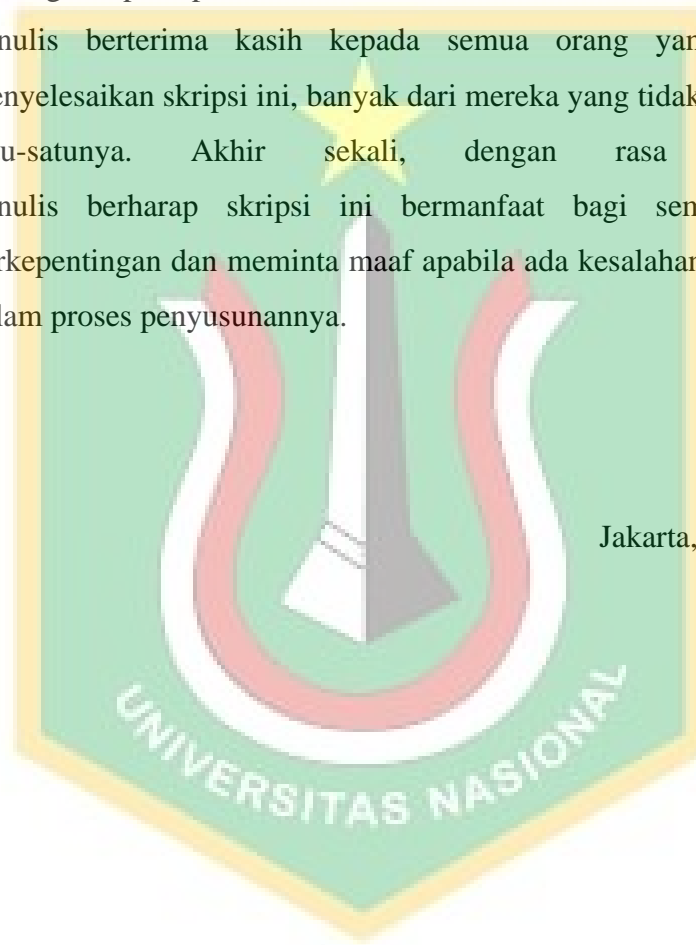 nulis berterima kasih kepada semua orang yan
enyelesaikan skripsi ini, banyak dari mereka yang tidak
u-satunya. Akhir sekali, dengan rasa
nulis berharap skripsi ini bermanfaat bagi sem
rkepentingan dan meminta maaf apabila ada kesalahan
lam proses penyusunannya.
Jakarta,
UNIVERSITAS NASIONAL